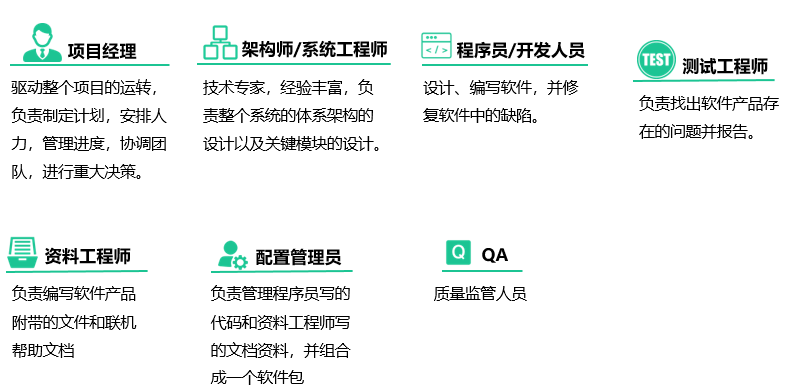 项目经理
驱动整个项目的运转，
负责制定计划，安排人
力，管理进度，协调团
队，进行重大决策。
架构师/系统工程师
技术专家，经验丰富，负
责整个系统的体系架构的
设计以及关键模块的设计。
程序员/开发人员
设计、编写软件，并修
复软件中的缺陷。
TEST
测试工程师
负责找出软件产品存
在的问题并报告。
资料工程师
负责编写软件产品
附带的文件和联机
帮助文档
配置管理员
负责管理程序员写的
代码和资料工程师写
的文档资料，并组合
成一个软件包
Q
QA
质量监管人员